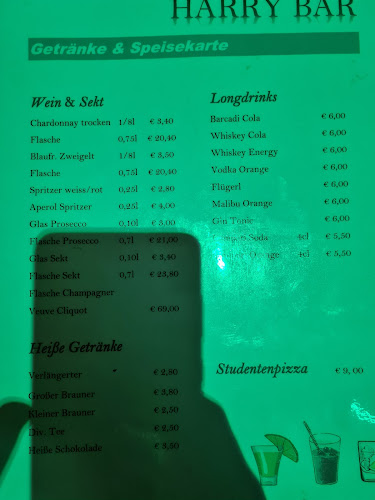 HARRY BAR
Getränke & Speisekarte
Wein & Sekt
Chardonnay trocken 1/8l € 3,40
Flasche 0,75l € 20,40
Blaufr. Zweigelt 1/8l € 3,50
Flasche 0,75l € 20,40
Spritzer weiss/rot 0,25l € 2,80
Aperol Spritzer 0,25l € 4,00
Glas Prosecco 0,10l € 3,00
Flasche Prosecco 0,7l € 21,00
Glas Sekt 0,10l € 3,40
Flasche Sekt 0,7l € 23,80
Flasche Champagner
Veuve Cliquot € 69,00
Heiße Getränke
Verlängerter € 2,80
Großer Brauner € 3,80
Kleiner Brauner € 2,50
Div. Tee € 2,50
Heiße Schokolade € 3,50
Longdrinks
Barcadi Cola € 6,00
Whiskey Cola € 6,00
Whiskey Energy € 6,00
Vodka Orange € 6,00
Flügerl € 6,00
Malibu Orange € 6,00
Gin Tonic € 6,00
Soda 4cl € 5,50
Orange 4cl € 5,50
Studentenpizza € 9,00